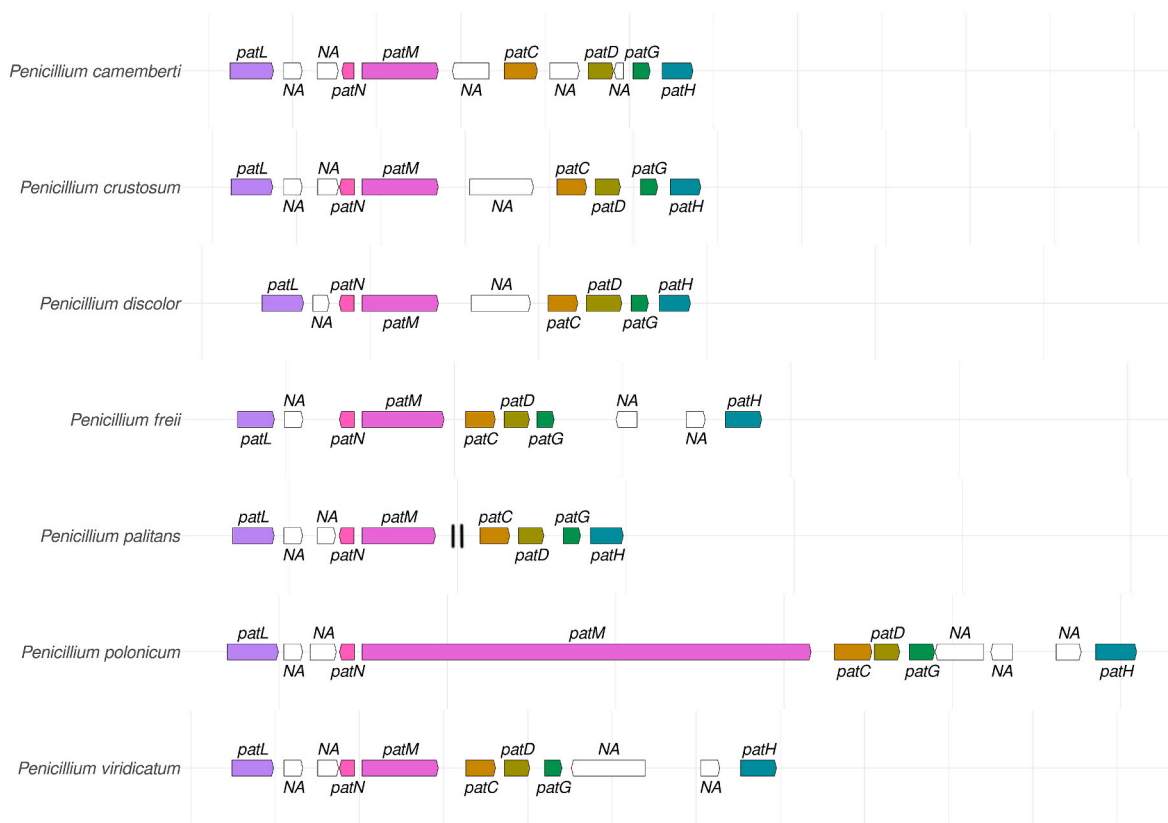 patL NA patM patC patD patG
Penicillium camemberti
NA patN NA NA NA patH
patL NA patM patC patG
Penicillium crustosum
NA patN NA patD patH
patL patN NA patD patH
Penicillium discolor
NA patM patC patG
NA patM patD NA patH
Penicillium freii
patL patN patC patG NA
patL NA patM patC patG
Penicillium palitans
NA patN patD patH
patL NA patM patD NA NA
Penicillium polonicum
NA patN patC patG NA patH
patL NA patM patD NA patH
Penicillium viridicatum
NA patN patC patG NA